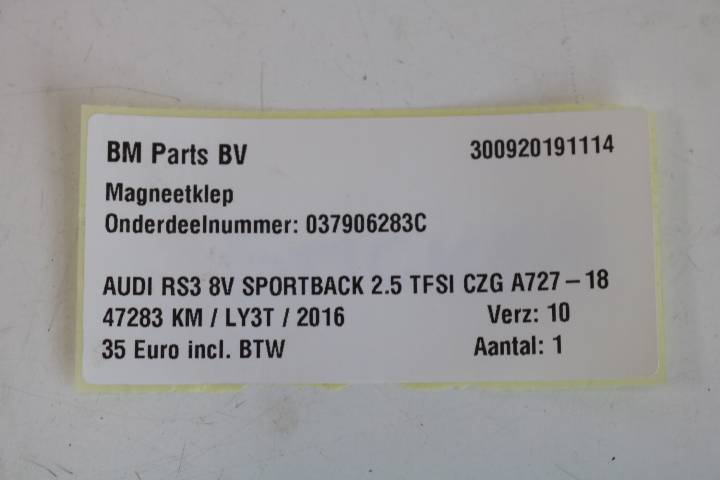 BM Parts BV 300920191114
Magneetklep
Onderdeelnummer: 037906283C
AUDI RS3 8V SPORTBACK 2.5 TFSI CZG A727-18
47283 KM / LY3T / 2016 Verz: 10
35 Euro incl. BTW Aantal: 1